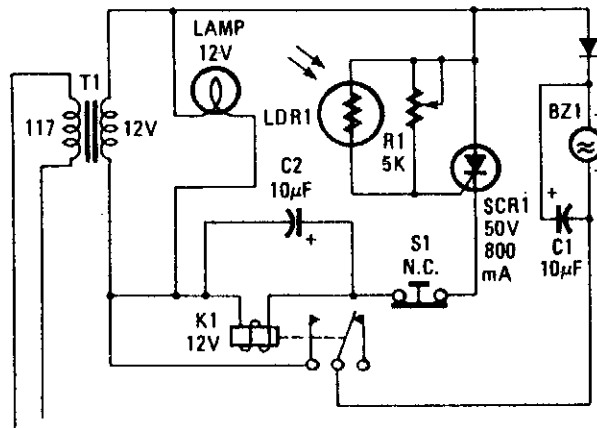 LAMP
12V
T1
117
12V
LDR1
R1
5K
BZ1
C2
10μF
+
SCR1
50V
800
mA
+
C1
10μF
S1
N.C.
K1
12V